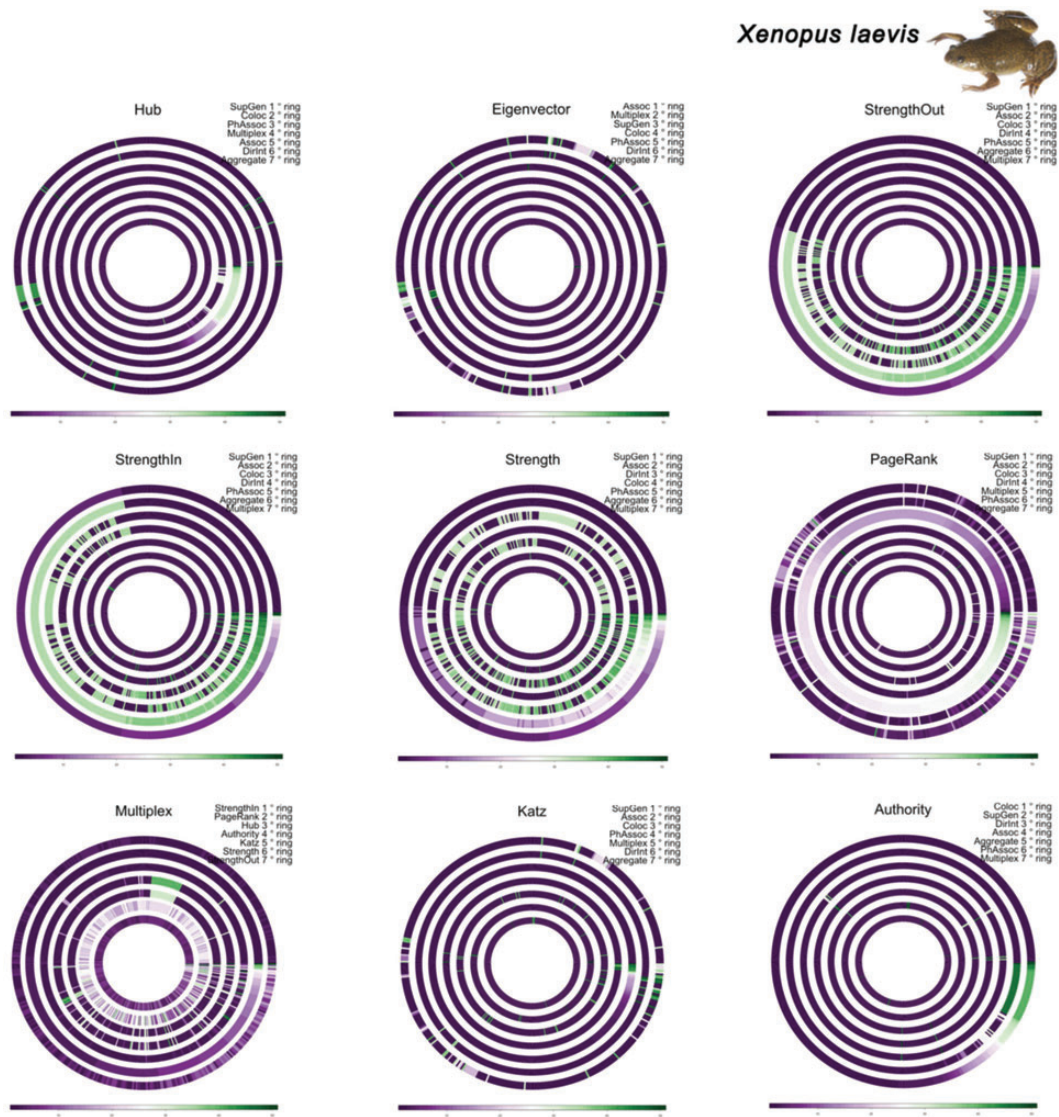 Xenopus laevis
Hub
SupGen 1 ° ring
Coloc 2 ° ring
PhAssoc 3 ° ring
Multiplex 4 ° ring
Assoc 5 ° ring
DirInt 6 ° ring
Aggregate 7 ° ring
Eigenvector
Assoc 1 ° ring
Multiplex 2 ° ring
SupGen 3 ° ring
Coloc 4 ° ring
PhAssoc 5 ° ring
DirInt 6 ° ring
Aggregate 7 ° ring
StrengthOut
SupGen 1 ° ring
Assoc 2 ° ring
Coloc 3 ° ring
DirInt 4 ° ring
PhAssoc 5 ° ring
Aggregate 6 ° ring
Multiplex 7 ° ring
StrengthIn
SupGen 1 ° ring
Assoc 2 ° ring
Coloc 3 ° ring
DirInt 4 ° ring
PhAssoc 5 ° ring
Aggregate 6 ° ring
Multiplex 7 ° ring
Strength
SupGen 1 ° ring
Assoc 2 ° ring
DirInt 3 ° ring
Coloc 4 ° ring
PhAssoc 5 ° ring
Aggregate 6 ° ring
Multiplex 7 ° ring
PageRank
SupGen 1 ° ring
Assoc 2 ° ring
Coloc 3 ° ring
DirInt 4 ° ring
Multiplex 5 ° ring
PhAssoc 6 ° ring
Aggregate 7 ° ring
Multiplex
StrengthIn 1 ° ring
PageRank 2 ° ring
Hub 3 ° ring
Authority 4 ° ring
Katz 5 ° ring
Strength 6 ° ring
StrengthOut 7 ° ring
Katz
SupGen 1 ° ring
Assoc 2 ° ring
Coloc 3 ° ring
PhAssoc 4 ° ring
Multiplex 5 ° ring
DirInt 6 ° ring
Aggregate 7 ° ring
Authority
Coloc 1 ° ring
SupGen 2 ° ring
DirInt 3 ° ring
Assoc 4 ° ring
Aggregate 5 ° ring
PhAssoc 6 ° ring
Multiplex 7 ° ring